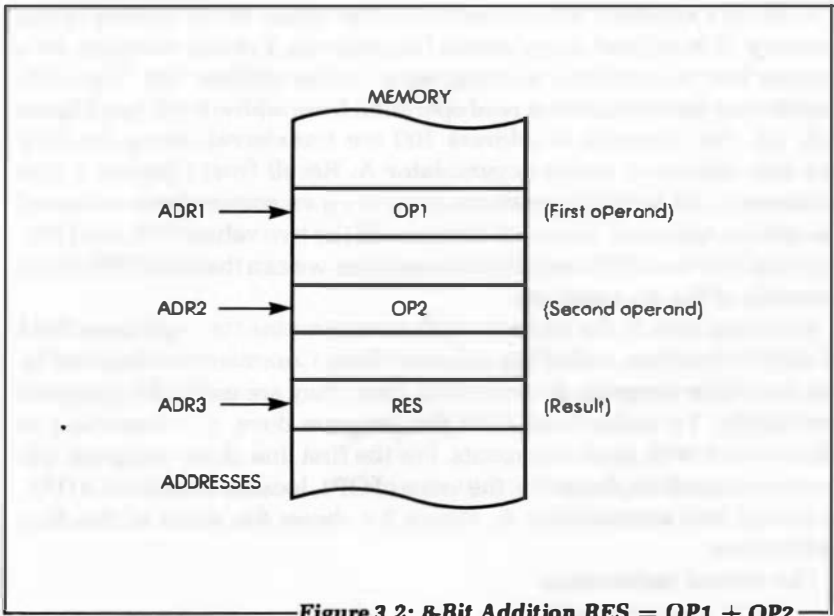 MEMORY
ADR1 OP1 (First operand)
ADR2 OP2 (Second operand)
ADR3 RES (Result)
ADDRESSES
Figure 3.2: 8-Bit Addition RES = OP1 + OP2